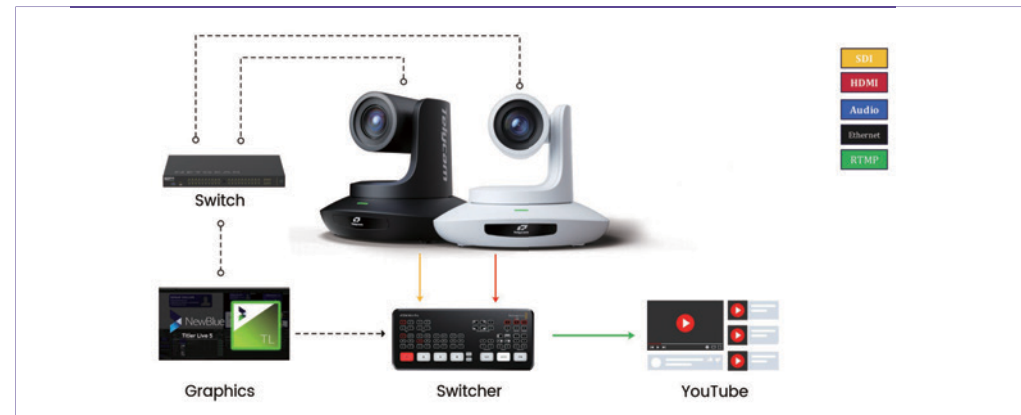 SDI
HDMI
Audio
Ethernet
RTMP
Telycam
Switch
NewBlue
Titler Live 5
TL
Graphics
Switcher
YouTube